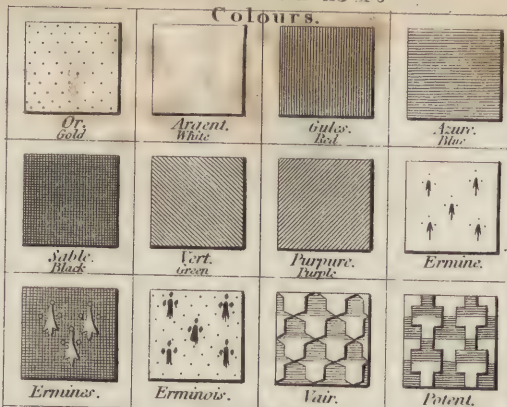 Colours.
Or. Argent. Gules. Azure.
Gold White Red Blue
Sable. Vert. Purpure. Ermine.
Black Green Purple
Ermines. Erminois. Vair. Potent.